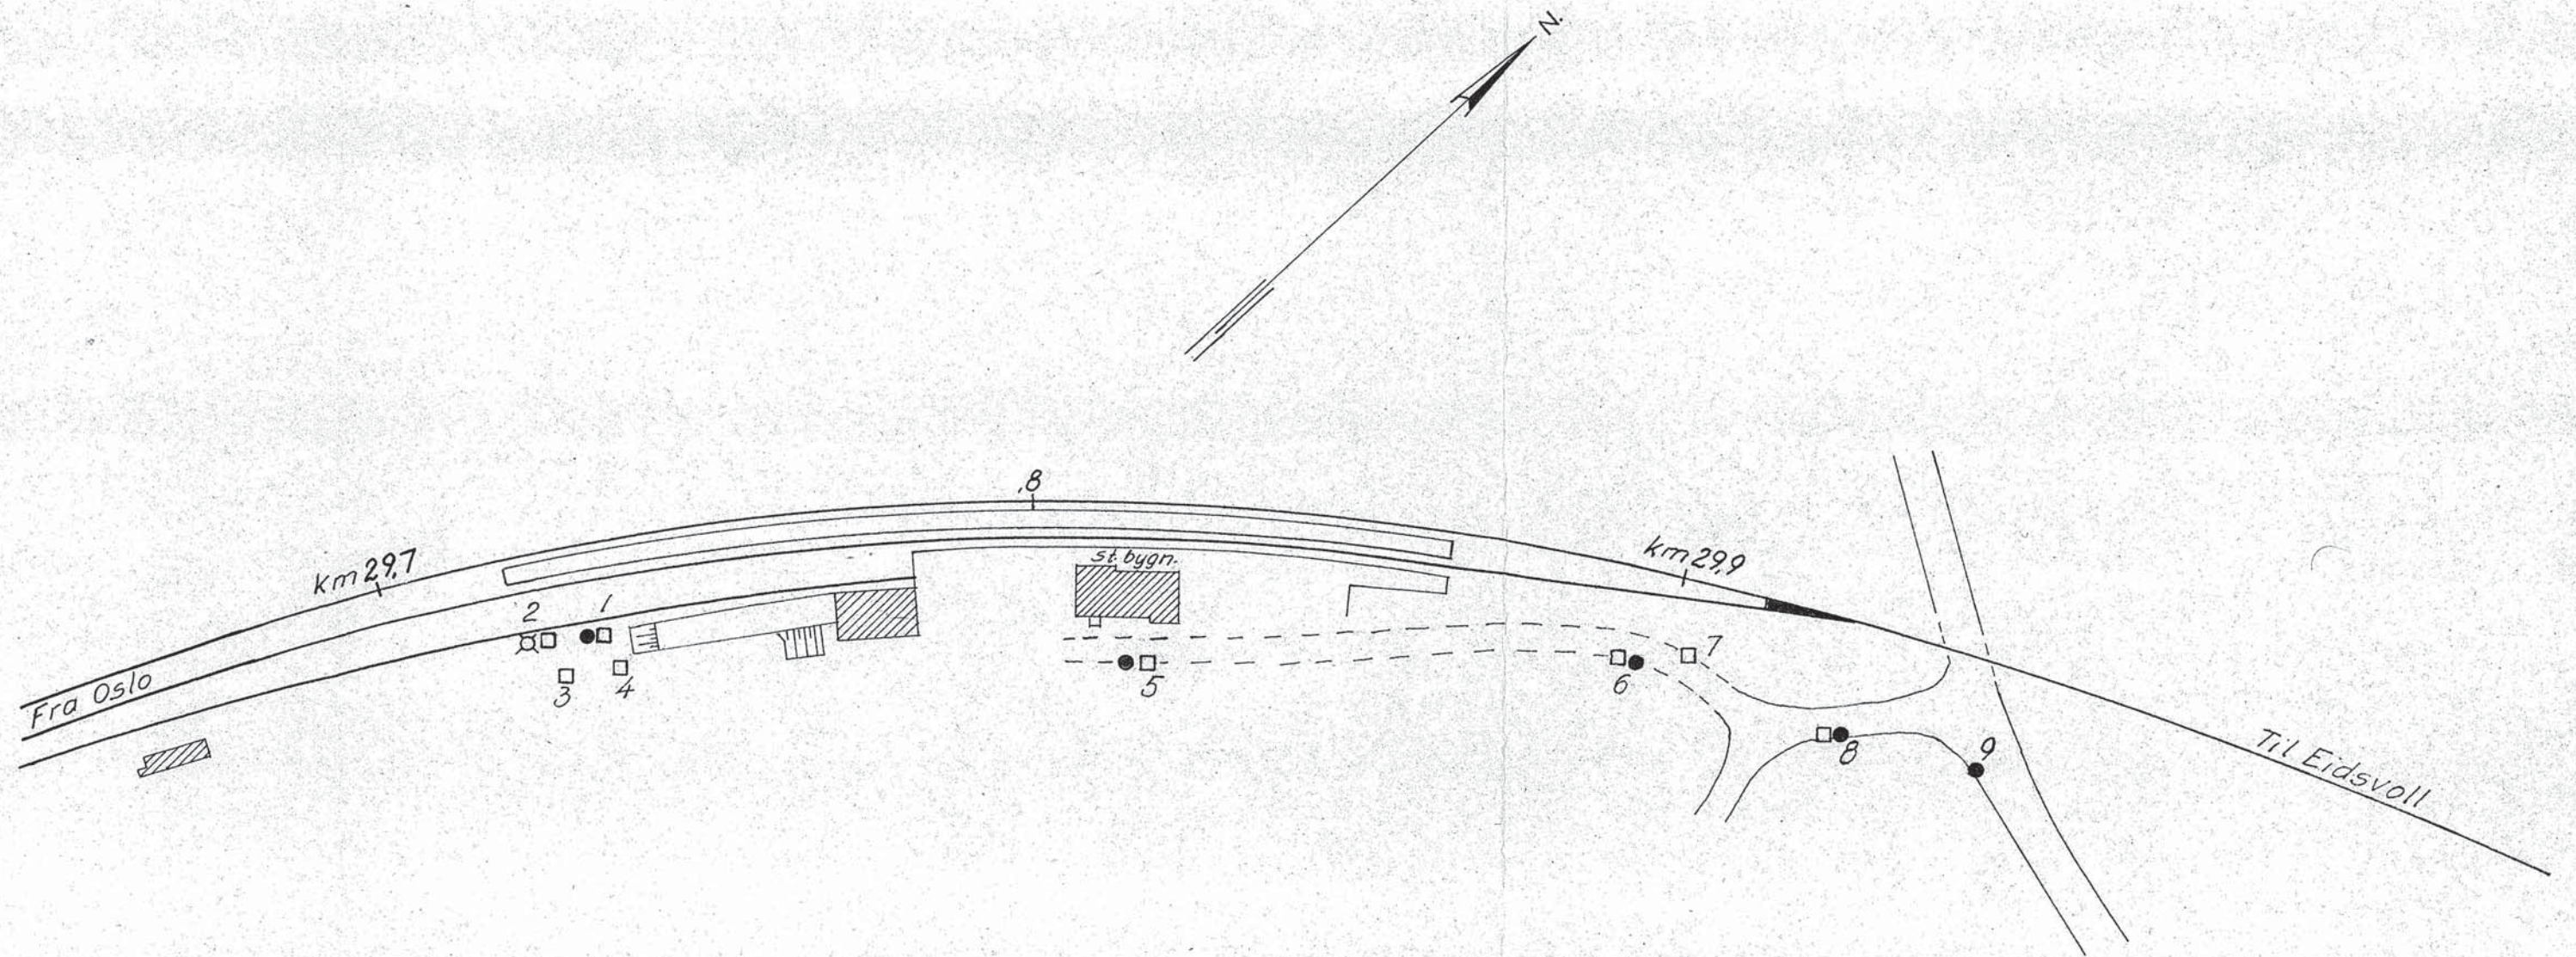 N.
,8
km 29,7
km 29,9
st. bygn.
2
1
3
4
5
6
7
8
9
Fra Oslo
Til Eidsvoll